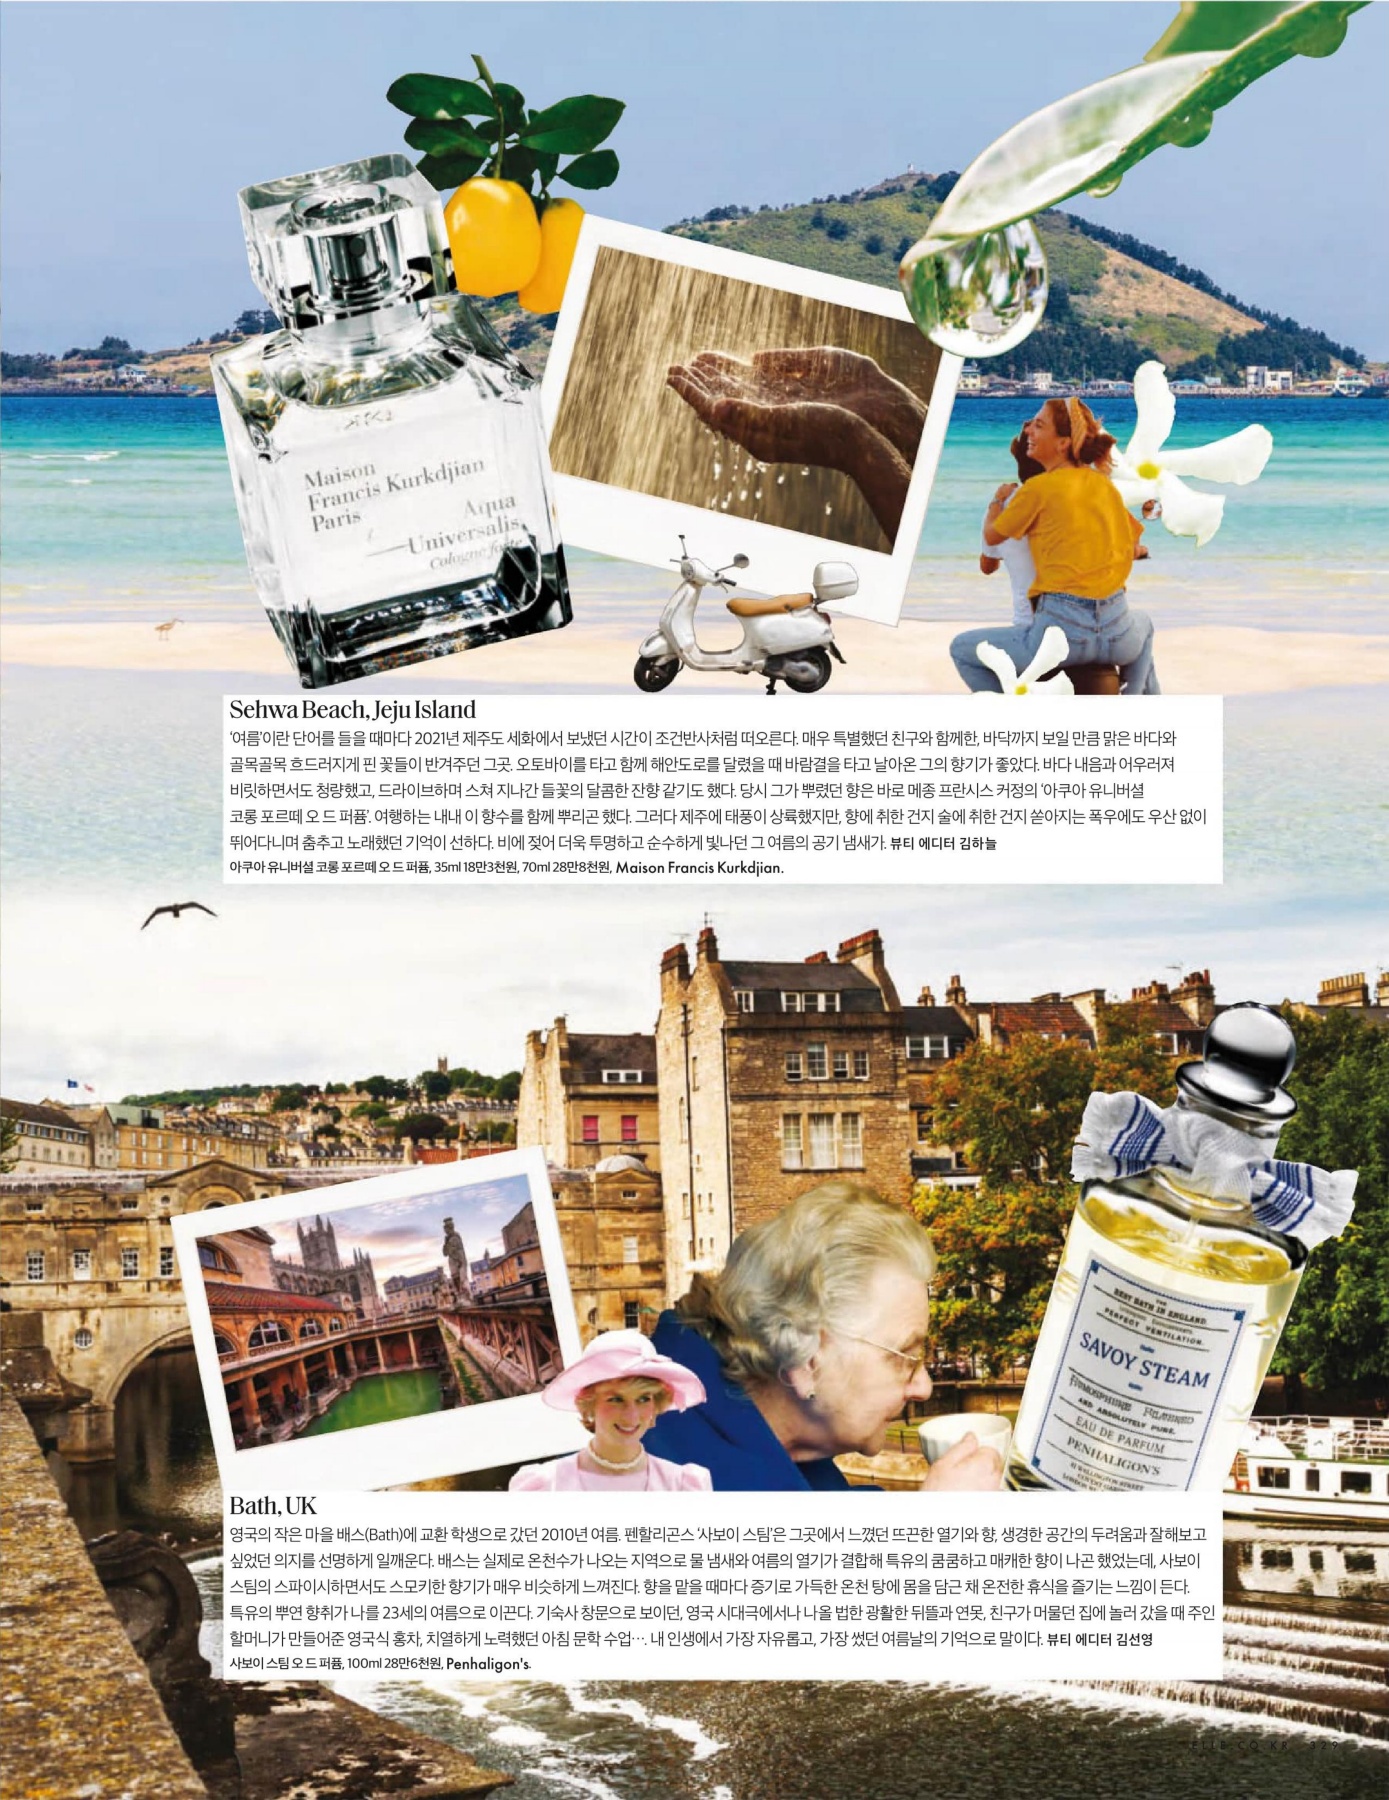 Maison
Francis Kurkdjian
Paris
Aqua
Universalis
Cologne forte
Sehwa Beach, Jeju Island
‘여름’이란 단어를 들을 때마다 2021년 제주도 세화에서 보냈던 시간이 조건반사처럼 떠오른다. 매우 특별했던 친구와 함께한, 바닥까지 보일 만큼 맑은 바다와
골목골목 흐드러지게 핀 꽃들이 반겨주던 그곳. 오토바이를 타고 함께 해안도로를 달렸을 때 바람결을 타고 날아온 그의 향기가 좋았다. 바다 내음과 어우러져
비릿하면서도 청량했고, 드라이브하며 스쳐 지나간 들꽃의 달콤한 잔향 같기도 했다. 당시 그가 뿌렸던 향은 바로 메종 프란시스 커정의 ‘아쿠아 유니버셜
코롱 포르떼 오 드 퍼퓸’. 여행하는 내내 이 향수를 함께 뿌리곤 했다. 그러다 제주에 태풍이 상륙했지만, 향에 취한 건지 술에 취한 건지 쏟아지는 폭우에도 우산 없이
뛰어다니며 춤추고 노래했던 기억이 선하다. 비에 젖어 더욱 투명하고 순수하게 빛나던 그 여름의 공기 냄새가. 뷰티 에디터 김하늘
아쿠아 유니버셜 코롱 포르떼 오 드 퍼퓸, 35ml 18만3천원, 70ml 28만8천원, Maison Francis Kurkdjian.
THE
BEST BATH IN ENGLAND.
PERFECT VENTILATION.
SAVOY STEAM
ATMOSPHERE FILTERED
AND ABSOLUTELY PURE.
EAU DE PARFUM
PENHALIGON'S
Bath, UK
영국의 작은 마을 배스(Bath)에 교환 학생으로 갔던 2010년 여름. 펜할리곤스 ‘사보이 스팀’은 그곳에서 느꼈던 뜨끈한 열기와 향, 생경한 공간의 두려움과 잘해보고
싶었던 의지를 선명하게 일깨운다. 배스는 실제로 온천수가 나오는 지역으로 물 냄새와 여름의 열기가 결합해 특유의 쿰쿰하고 매캐한 향이 나곤 했었는데, 사보이
스팀의 스파이시하면서도 스모키한 향기가 매우 비슷하게 느껴진다. 향을 맡을 때마다 증기로 가득한 온천 탕에 몸을 담근 채 온전한 휴식을 즐기는 느낌이 든다.
특유의 뿌연 향취가 나를 23세의 여름으로 이끈다. 기숙사 창문으로 보이던, 영국 시대극에서나 나올 법한 광활한 뒤뜰과 연못, 친구가 머물던 집에 놀러 갔을 때 주인
할머니가 만들어준 영국식 홍차, 치열하게 노력했던 아침 문학 수업…. 내 인생에서 가장 자유롭고, 가장 썼던 여름날의 기억으로 말이다. 뷰티 에디터 김선영
사보이 스팀 오 드 퍼퓸, 100ml 28만6천원, Penhaligon's.
ELLE.CO.KR 329